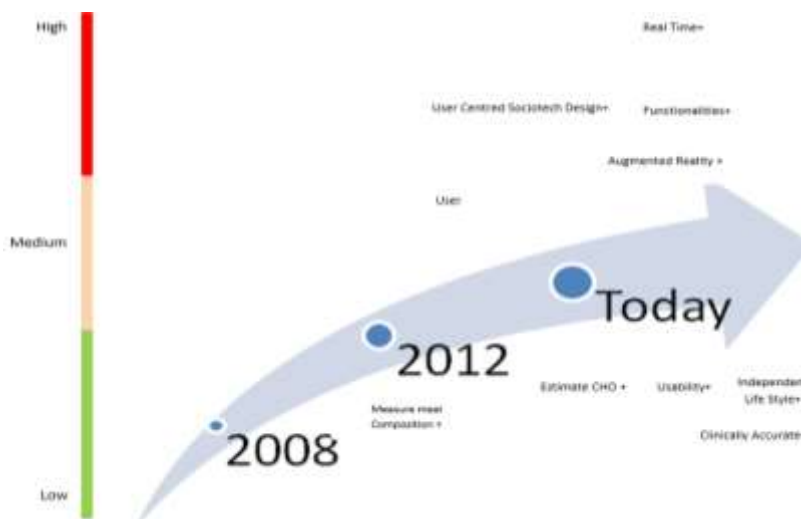 High
Real Time+
User Centred Sociotech Design+
Functionalities+
Augmented Reality +
User
Medium
Today
2012
Estimate CHO +
Usability+
Independen
Life Style+
Measure meal
Composition +
2008
Clinically Accurate
Low